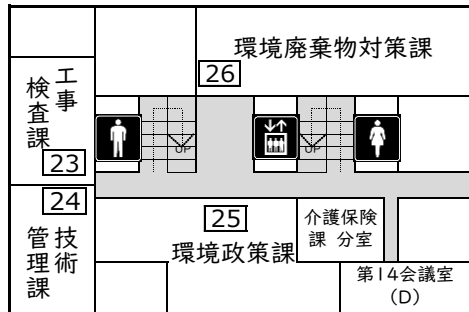 環境廃棄物対策課
26
工事
検査課
23
UP
UP
24
技術
管理課
25
環境政策課
介護保険
課 分室
第14会議室
(D)